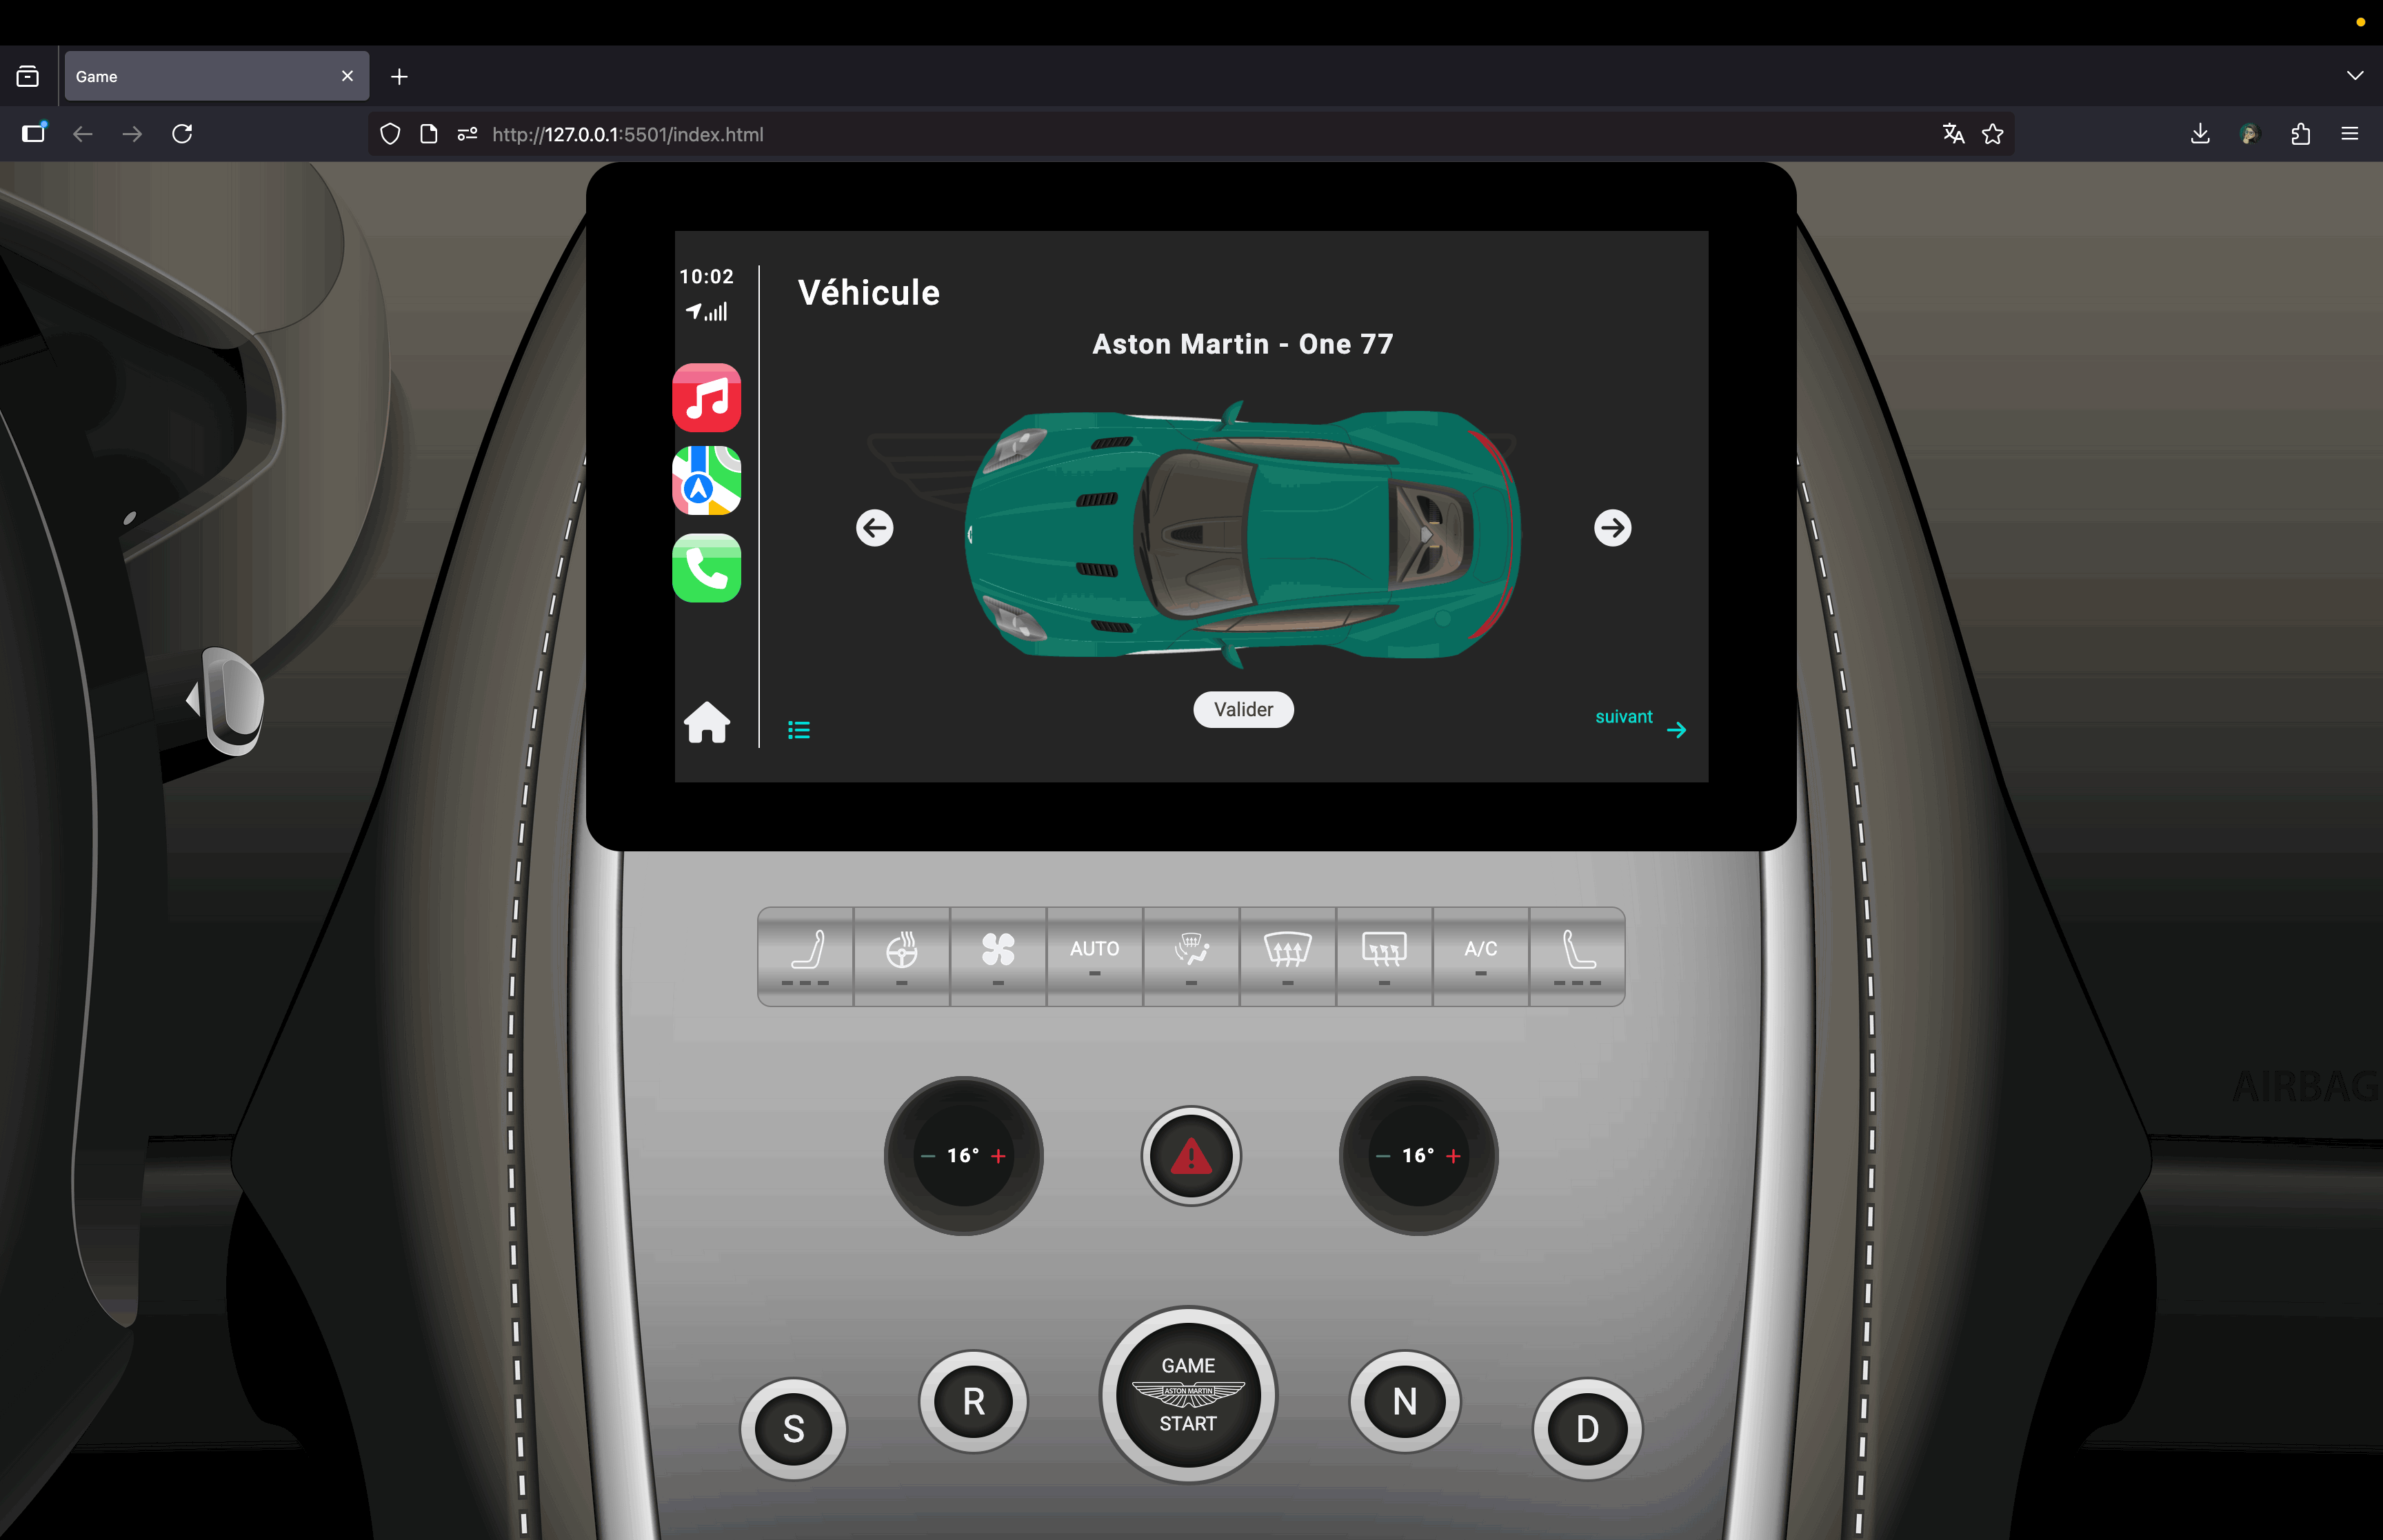 Game
http://127.0.0.1:5501/index.html
10:02
Véhicule
Aston Martin - One 77
Valider
suivant
AUTO
A/C
AIRBAG
− 16° +
− 16° +
GAME
ASTON MARTIN
START
S
R
N
D